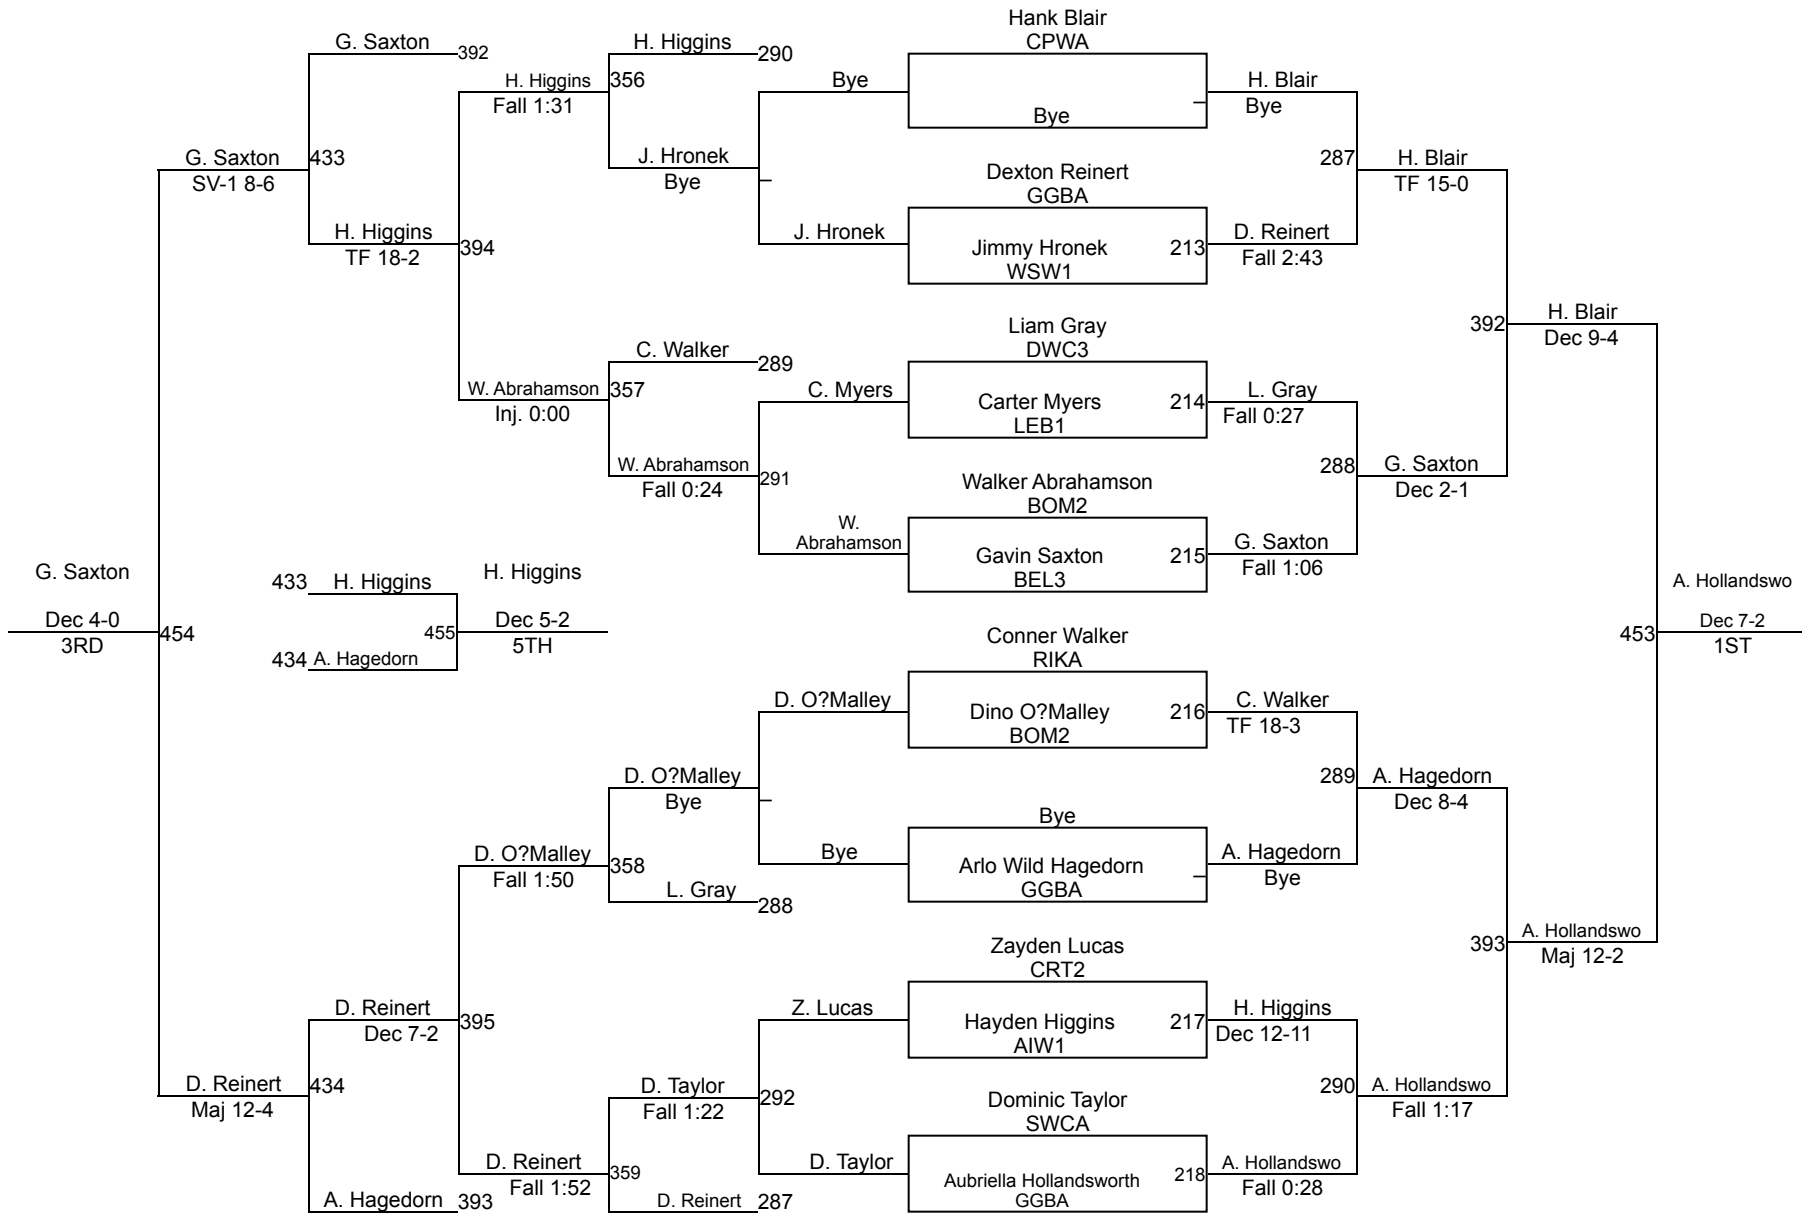 Hank Blair
CPWA
G. Saxton
392
H. Higgins
290
H. Higgins
356
Fall 1:31
Bye
Bye
H. Blair
Bye
G. Saxton
433
SV-1 8-6
J. Hronek
Bye
287
H. Blair
TF 15-0
Dexton Reinert
GGBA
H. Higgins
394
TF 18-2
J. Hronek
Jimmy Hronek
213
WSW1
D. Reinert
Fall 2:43
Liam Gray
DWC3
392
H. Blair
Dec 9-4
C. Walker
289
W. Abrahamson
357
Inj. 0:00
C. Myers
Carter Myers
214
LEB1
L. Gray
Fall 0:27
W. Abrahamson
291
Fall 0:24
288
G. Saxton
Dec 2-1
Walker Abrahamson
BOM2
W.
Abrahamson
Gavin Saxton
215
BEL3
G. Saxton
Fall 1:06
G. Saxton
Dec 4-0
3RD
454
433
H. Higgins
H. Higgins
455
Dec 5-2
5TH
434
A. Hagedorn
A. Hollandswo
453
Dec 7-2
1ST
Conner Walker
RIKA
D. O?Malley
Dino O?Malley
216
BOM2
C. Walker
TF 18-3
D. O?Malley
Bye
289
A. Hagedorn
Dec 8-4
Bye
D. O?Malley
358
Fall 1:50
Bye
Arlo Wild Hagedorn
GGBA
A. Hagedorn
Bye
L. Gray
288
Zayden Lucas
CRT2
393
A. Hollandswo
Maj 12-2
D. Reinert
395
Dec 7-2
Z. Lucas
Hayden Higgins
217
AIW1
H. Higgins
Dec 12-11
D. Reinert
434
Maj 12-4
D. Taylor
292
Fall 1:22
290
A. Hollandswo
Fall 1:17
Dominic Taylor
SWCA
D. Reinert
359
Fall 1:52
D. Taylor
Aubriella Hollandsworth
218
GGBA
A. Hollandswo
Fall 0:28
A. Hagedorn
393
D. Reinert
287